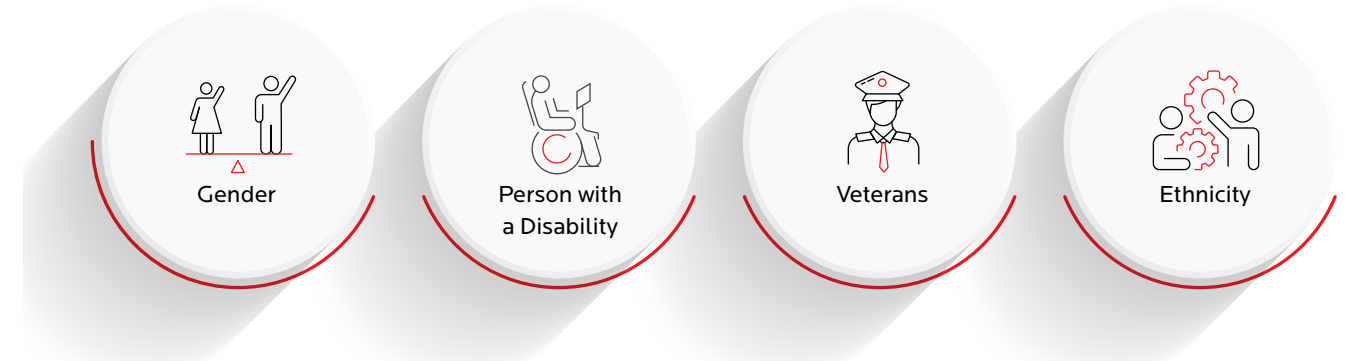 Gender
Person with
a Disability
Veterans
Ethnicity